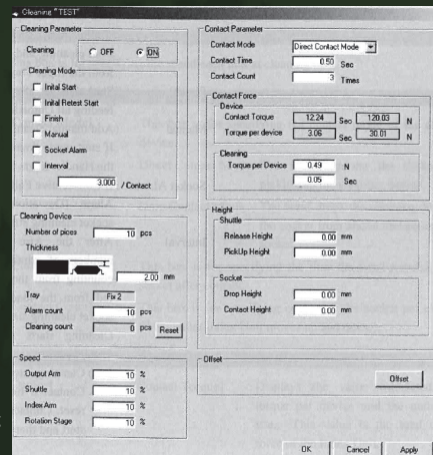 Cleaning "TEST"
Cleaning Parameter
Cleaning
OFF
ON
Cleaning Mode
Inital Start
Inital Retest Start
Finish
Manual
Socket Alarm
Interval
3,000 / Contact
Cleaning Device
Number of pices 10 pcs
Thickness
2.00 mm
Tray Fix 2
Alarm count 10 pcs
Cleaning count 0 pcs Reset
Speed
Output Arm 10 %
Shuttle 10 %
Index Arm 10 %
Rotation Stage 10 %
Contact Parameter
Contact Mode Direct Contact Mode
Contact Time 0.50 Sec
Contact Count 3 Times
Contact Force
Device
Contact Torque 12.24 Sec 120.03 N
Torque per device 3.06 Sec 30.01 N
Cleaning
Torque per Device 0.49 N
0.05 Sec
Height
Shuttle
Release Height 0.00 mm
PickUp Height 0.00 mm
Socket
Drop Height 0.00 mm
Contact Height 0.00 mm
Offset
Offset
OK Cancel Apply